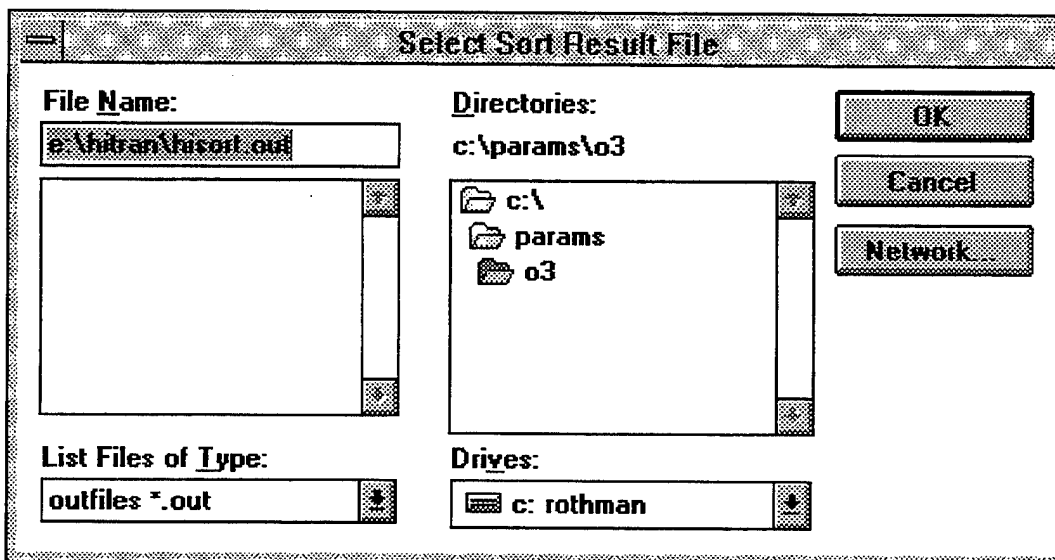 Select Sort Result File
File Name:
e:\hitran\hisort.out
List Files of Type:
outfiles *.out
Directories:
c:\params\o3
c:\
params
o3
Drives:
c: rothman
OK
Cancel
Network...